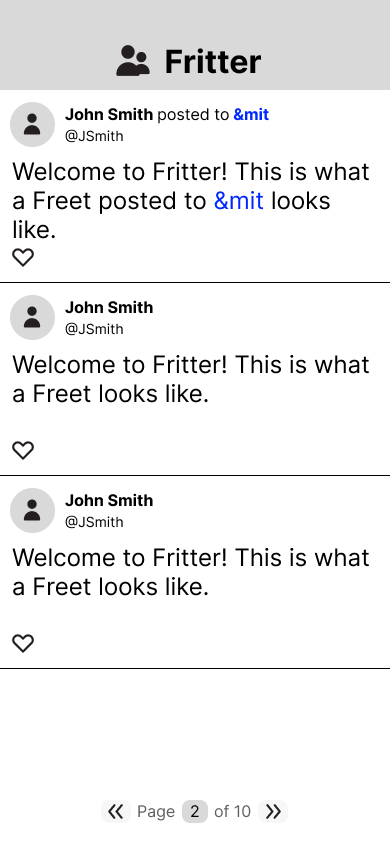 Fritter
John Smith posted to &mit
@JSmith
Welcome to Fritter! This is what
a Freet posted to &mit looks
like.
John Smith
@JSmith
Welcome to Fritter! This is what
a Freet looks like.
John Smith
@JSmith
Welcome to Fritter! This is what
a Freet looks like.
Page 2 of 10